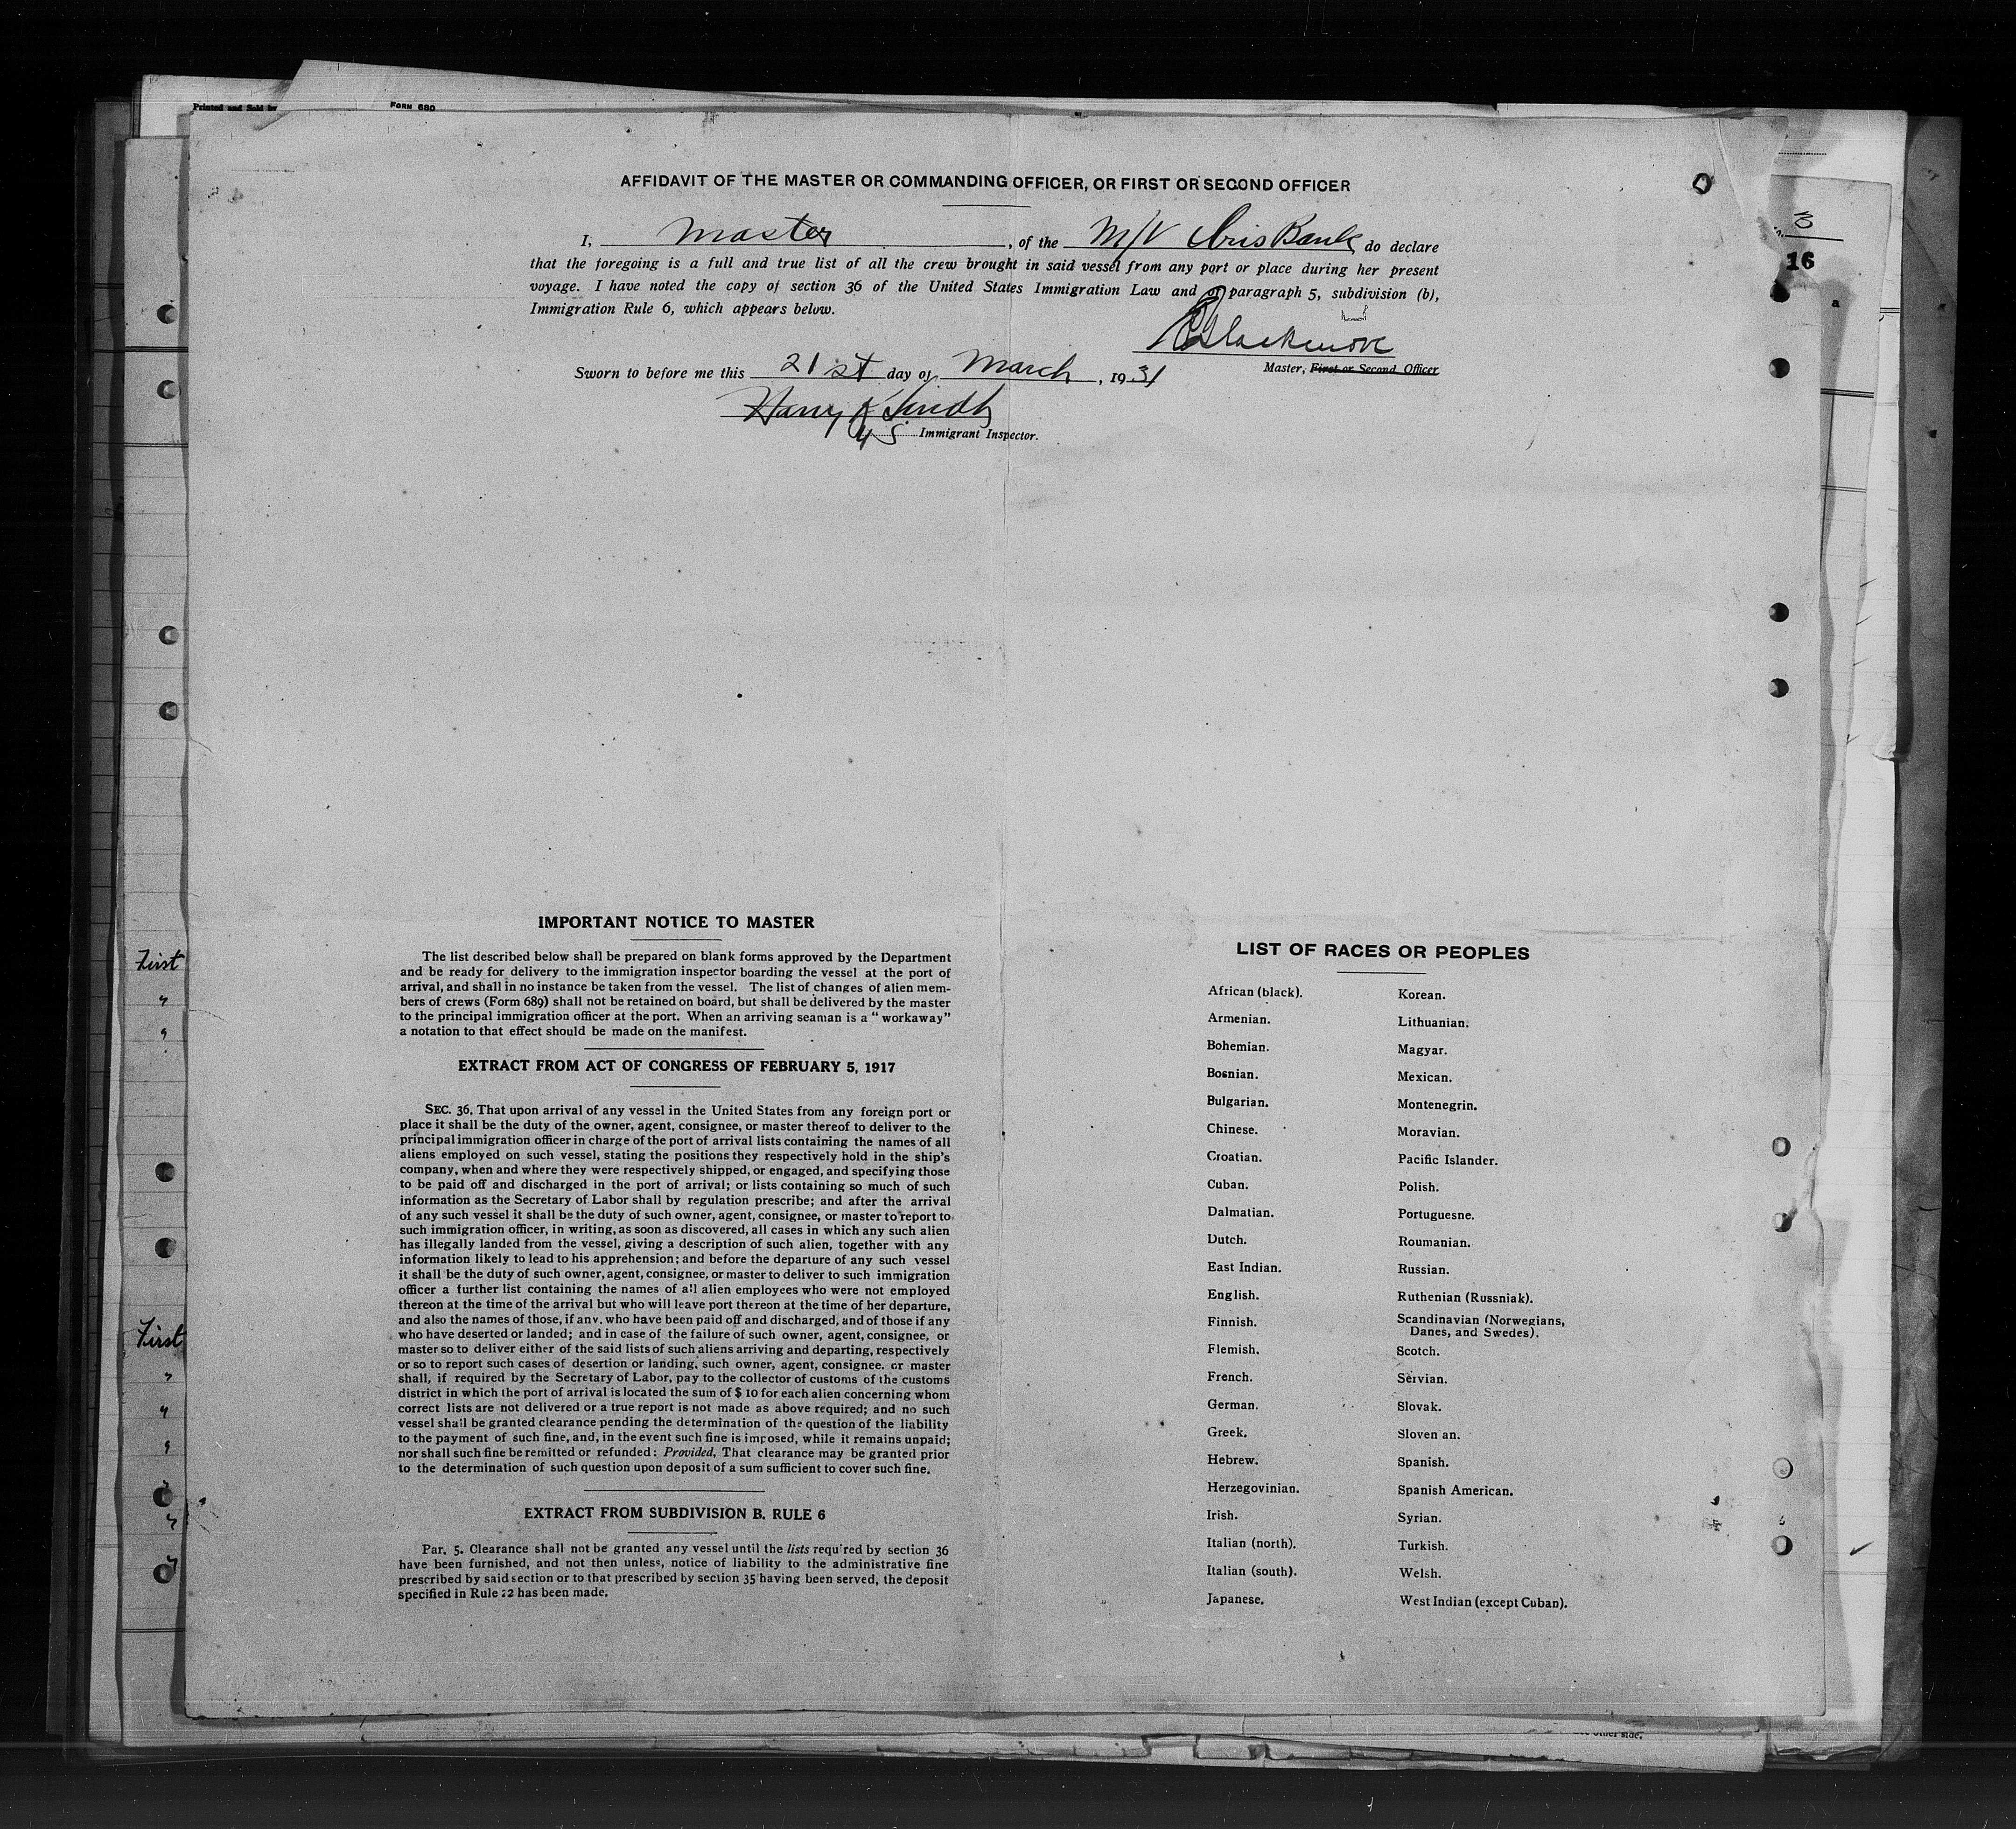 Printed and Sold by
FORM 680
AFFIDAVIT OF THE MASTER OR COMMANDING OFFICER, OR FIRST OR SECOND OFFICER
I, Master, of the M/V Iris Bank do declare
that the foregoing is a full and true list of all the crew brought in said vessel from any port or place during her present
voyage. I have noted the copy of section 36 of the United States Immigration Law and of paragraph 5, subdivision (b),
Immigration Rule 6, which appears below.
Blackmore
Master, First or Second Officer
Sworn to before me this 21st day of March, 1931
Harry
US Immigrant Inspector.
3
16
a
IMPORTANT NOTICE TO MASTER
The list described below shall be prepared on blank forms approved by the Department
and be ready for delivery to the immigration inspector boarding the vessel at the port of
arrival, and shall in no instance be taken from the vessel. The list of changes of alien mem-
bers of crews (Form 689) shall not be retained on board, but shall be delivered by the master
to the principal immigration officer at the port. When an arriving seaman is a "workaway"
a notation to that effect should be made on the manifest.
EXTRACT FROM ACT OF CONGRESS OF FEBRUARY 5, 1917
SEC. 36. That upon arrival of any vessel in the United States from any foreign port or
place it shall be the duty of the owner, agent, consignee, or master thereof to deliver to the
principal immigration officer in charge of the port of arrival lists containing the names of all
aliens employed on such vessel, stating the positions they respectively hold in the ship's
company, when and where they were respectively shipped, or engaged, and specifying those
to be paid off and discharged in the port of arrival; or lists containing so much of such
information as the Secretary of Labor shall by regulation prescribe; and after the arrival
of any such vessel it shall be the duty of such owner, agent, consignee, or master to report to
such immigration officer, in writing, as soon as discovered, all cases in which any such alien
has illegally landed from the vessel, giving a description of such alien, together with any
information likely to lead to his apprehension; and before the departure of any such vessel
it shall be the duty of such owner, agent, consignee, or master to deliver to such immigration
officer a further list containing the names of all alien employees who were not employed
thereon at the time of the arrival but who will leave port thereon at the time of her departure,
and also the names of those, if any. who have been paid off and discharged, and of those if any
who have deserted or landed; and in case of the failure of such owner, agent, consignee, or
master so to deliver either of the said lists of such aliens arriving and departing, respectively
or so to report such cases of desertion or landing, such owner, agent, consignee. or master
shall, if required by the Secretary of Labor, pay to the collector of customs of the customs
district in which the port of arrival is located the sum of $ 10 for each alien concerning whom
correct lists are not delivered or a true report is not made as above required; and no such
vessel shall be granted clearance pending the determination of the question of the liability
to the payment of such fine, and, in the event such fine is imposed, while it remains unpaid;
nor shall such fine be remitted or refunded: Provided, That clearance may be granted prior
to the determination of such question upon deposit of a sum sufficient to cover such fine.
EXTRACT FROM SUBDIVISION B. RULE 6
Par. 5. Clearance shall not be granted any vessel until the lists required by section 36
have been furnished, and not then unless, notice of liability to the administrative fine
prescribed by said section or to that prescribed by section 35 having been served, the deposit
specified in Rule 22 has been made.
LIST OF RACES OR PEOPLES
African (black).
Armenian.
Bohemian.
Bosnian.
Bulgarian.
Chinese.
Croatian.
Cuban.
Dalmatian.
Dutch.
East Indian.
English.
Finnish.
Flemish.
French.
German.
Greek.
Hebrew.
Herzegovinian.
Irish.
Italian (north).
Italian (south).
Japanese.
Korean.
Lithuanian.
Magyar.
Mexican.
Montenegrin.
Moravian.
Pacific Islander.
Polish.
Portuguesne.
Roumanian.
Russian.
Ruthenian (Russniak).
Scandinavian (Norwegians,
Danes, and Swedes).
Scotch.
Servian.
Slovak.
Sloven an.
Spanish.
Spanish American.
Syrian.
Turkish.
Welsh.
West Indian (except Cuban).
First
"
"
First
"
"
"
"
"
"
other side.